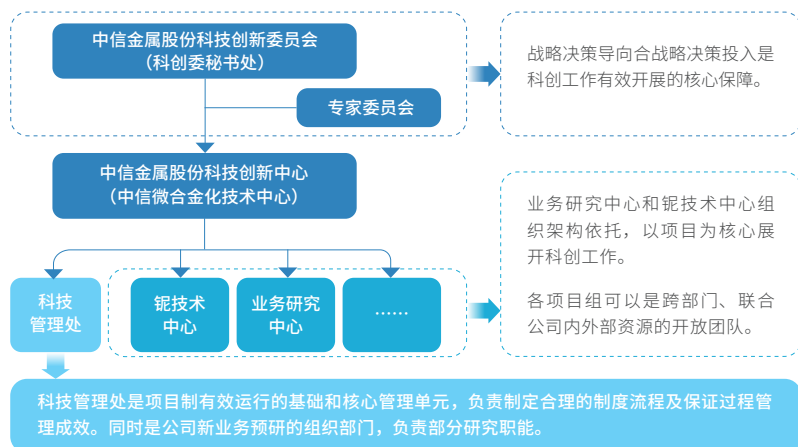 中信金属股份科技创新委员会
（科创委秘书处）
战略决策导向合战略决策投入是
科创工作有效开展的核心保障。
专家委员会
中信金属股份科技创新中心
（中信微合金化技术中心）
业务研究中心和铌技术中心组
织架构依托，以项目为核心展
开科创工作。
各项目组可以是跨部门、联合
公司内外部资源的开放团队。
科技
管理处
铌技术
中心
业务研究
中心
……
科技管理处是项目制有效运行的基础和核心管理单元，负责制定合理的制度流程及保证过程管
理成效。同时是公司新业务预研的组织部门，负责部分研究职能。